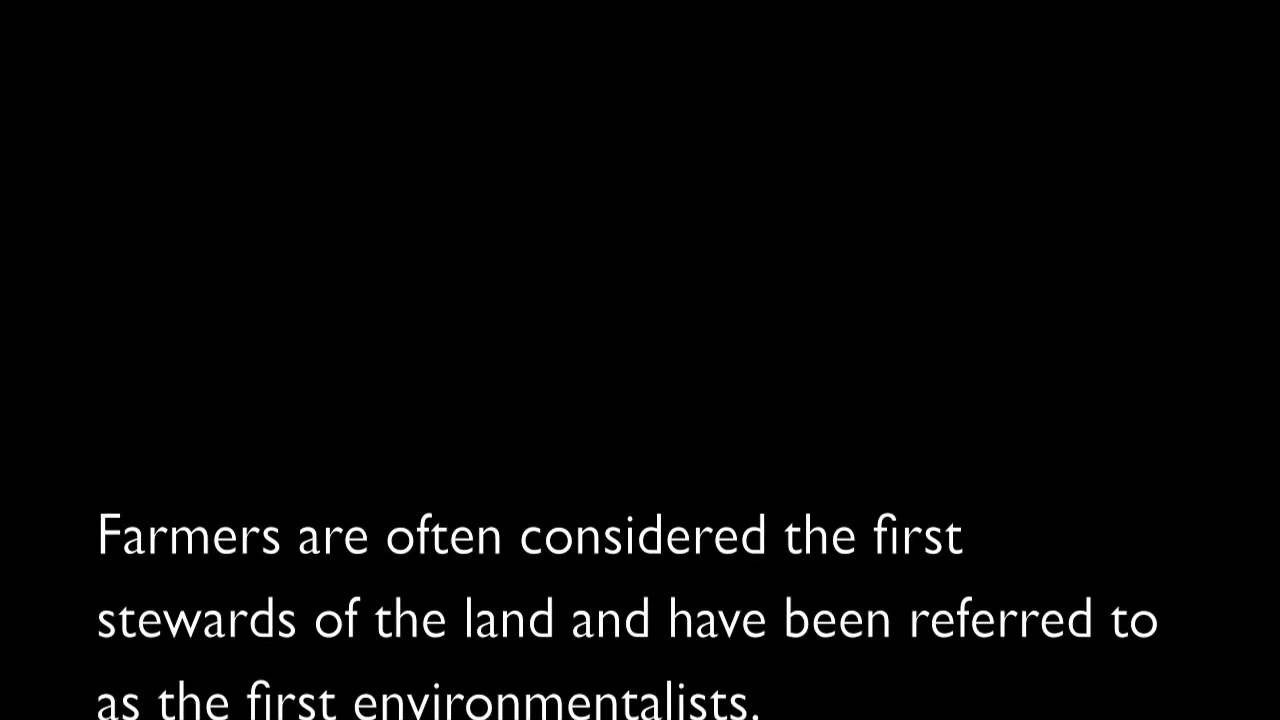 Farmers are often considered the first
stewards of the land and have been referred to
as the first environmentalists.